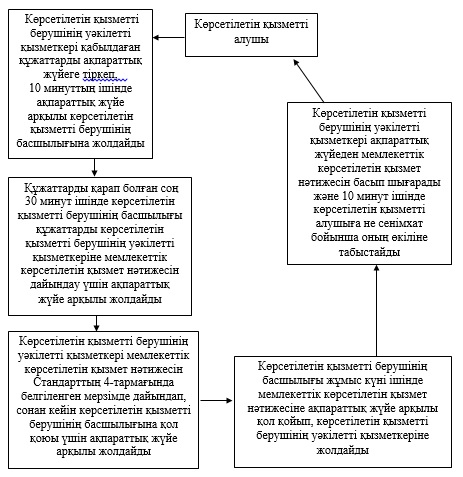 Көрсетілетін қызметті
алушы
Көрсетілетін қызметті
берушінің уәкілетті
қызметкері қабылдаған
құжаттарды ақпараттық
жүйеге тіркеп,
10 минуттың ішінде
ақпараттық жүйе
арқылы көрсетілетін
қызметті берушінің
басшылығына жолдайды
Құжаттарды қарап болған соң
30 минут ішінде көрсетілетін
қызметті берушінің басшылығы
құжаттарды көрсетілетін
қызметті берушінің уәкілетті
қызметкеріне мемлекеттік
көрсетілетін қызмет нәтижесін
дайындау үшін ақпараттық
жүйе арқылы жолдайды
Көрсетілетін қызметті берушінің
уәкілетті қызметкері мемлекеттік
көрсетілетін қызмет нәтижесін
Стандарттың 4-тармағында
белгіленген мерзімде дайындап,
сонан кейін көрсетілетін қызметті
берушінің басшылығына қол
қоюы үшін ақпараттық жүйе
арқылы жолдайды
Көрсетілетін қызметті берушінің
басшылығы жұмыс күні ішінде
мемлекеттік көрсетілетін қызмет
нәтижесіне ақпараттық жүйе арқылы
қол қойып, көрсетілетін қызметті
берушінің уәкілетті қызметкеріне
жолдайды
Көрсетілетін қызметті
берушінің уәкілетті
қызметкері ақпараттық
жүйеден мемлекеттік
көрсетілетін қызмет
нәтижесін басып шығарады
және 10 минут ішінде
көрсетілетін қызметті
алушыға не сенімхат
бойынша оның өкіліне
табыстайды